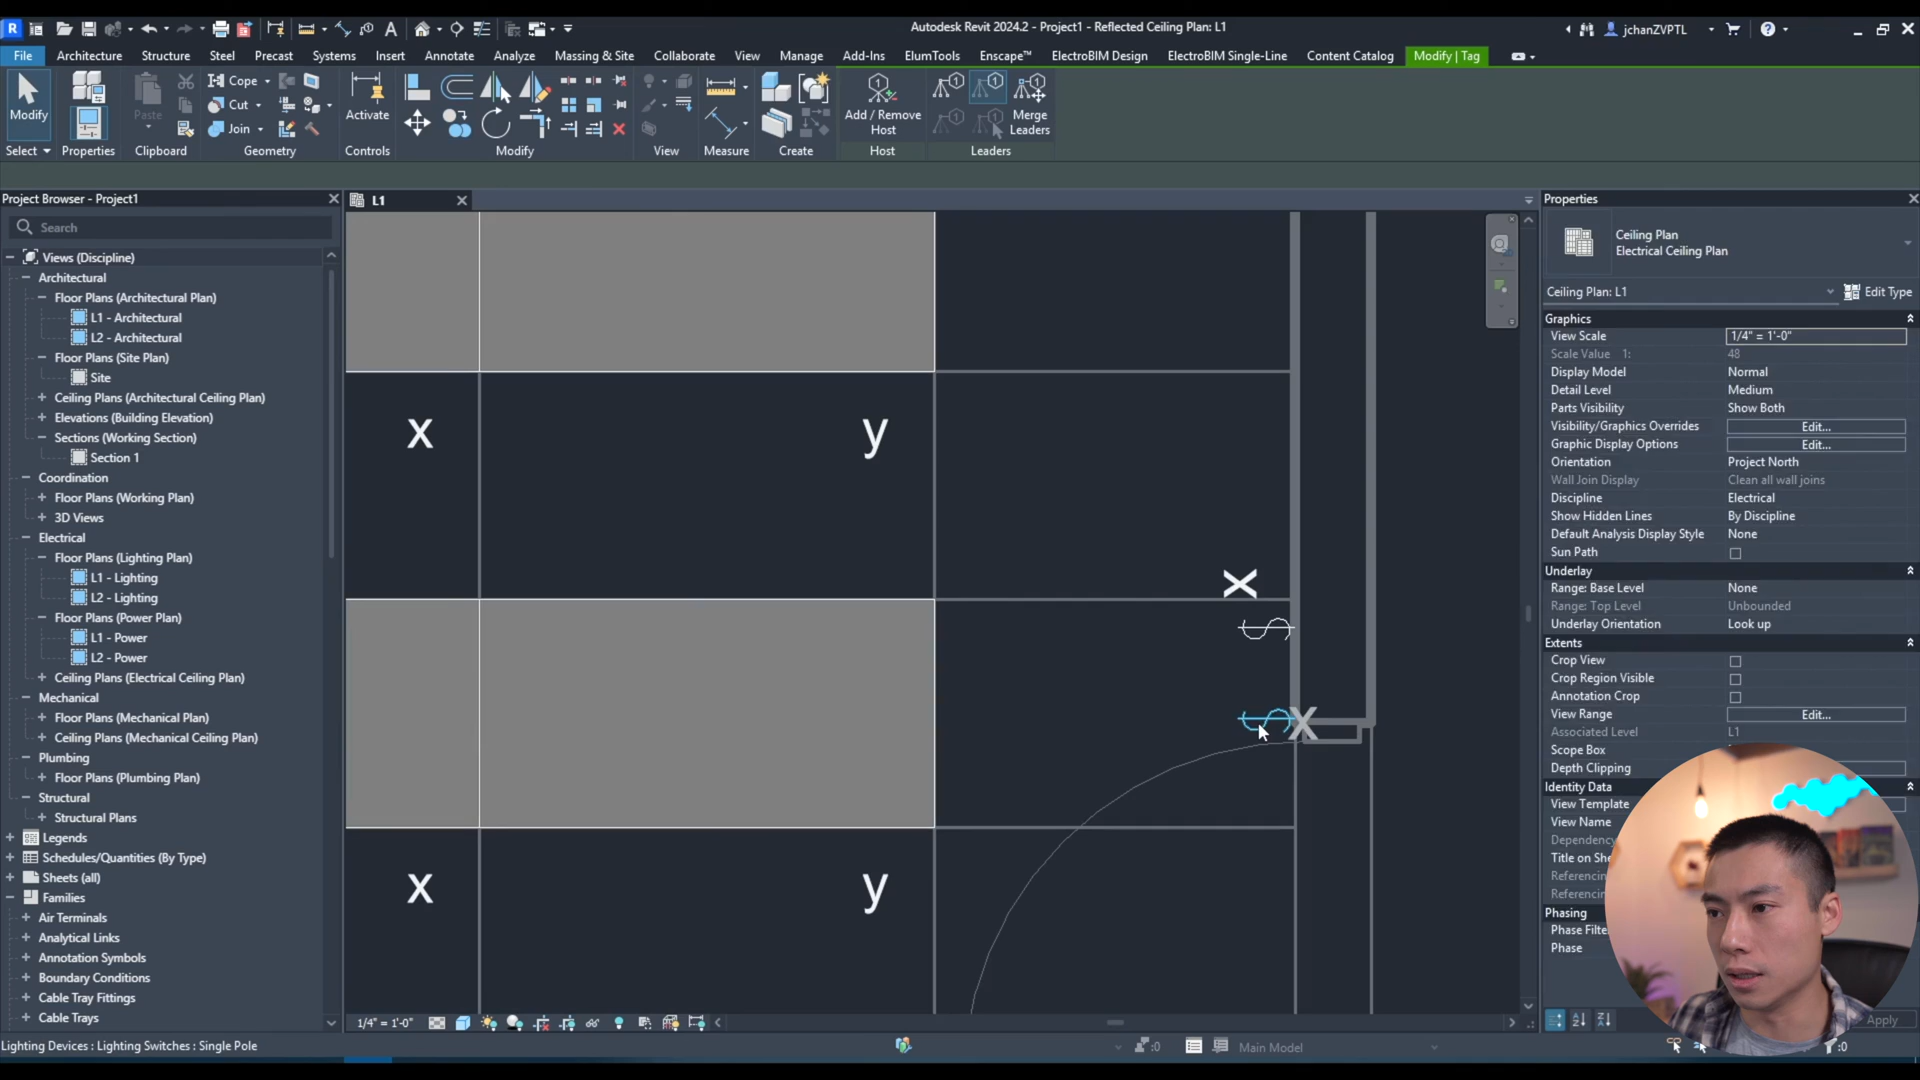 Autodesk Revit 2024.2 - Project1 - Reflected Ceiling Plan: L1
jchanZVPTL
File Architecture Structure Steel Precast Systems Insert Annotate Analyze Massing & Site Collaborate View Manage Add-Ins ElumTools Enscape™ ElectroBIM Design ElectroBIM Single-Line Content Catalog Modify | Tag
Modify
Paste
Cope
Cut
Join
Activate
Add / Remove
Host
Merge
Leaders
Select Properties Clipboard Geometry Controls Modify View Measure Create Host Leaders
Project Browser - Project1
Search
Views (Discipline)
Architectural
Floor Plans (Architectural Plan)
L1 - Architectural
L2 - Architectural
Floor Plans (Site Plan)
Site
Ceiling Plans (Architectural Ceiling Plan)
Elevations (Building Elevation)
Sections (Working Section)
Section 1
Coordination
Floor Plans (Working Plan)
3D Views
Electrical
Floor Plans (Lighting Plan)
L1 - Lighting
L2 - Lighting
Floor Plans (Power Plan)
L1 - Power
L2 - Power
Ceiling Plans (Electrical Ceiling Plan)
Mechanical
Floor Plans (Mechanical Plan)
Ceiling Plans (Mechanical Ceiling Plan)
Plumbing
Floor Plans (Plumbing Plan)
Structural
Structural Plans
Legends
Schedules/Quantities (By Type)
Sheets (all)
Families
Air Terminals
Analytical Links
Annotation Symbols
Boundary Conditions
Cable Tray Fittings
Cable Trays
L1
x y
x
x
x y
1/4" = 1'-0"
Properties
Ceiling Plan
Electrical Ceiling Plan
Ceiling Plan: L1 Edit Type
Graphics
View Scale 1/4" = 1'-0"
Scale Value 1: 48
Display Model Normal
Detail Level Medium
Parts Visibility Show Both
Visibility/Graphics Overrides Edit...
Graphic Display Options Edit...
Orientation Project North
Wall Join Display Clean all wall joins
Discipline Electrical
Show Hidden Lines By Discipline
Default Analysis Display Style None
Sun Path
Underlay
Range: Base Level None
Range: Top Level Unbounded
Underlay Orientation Look up
Extents
Crop View
Crop Region Visible
Annotation Crop
View Range Edit...
Associated Level L1
Scope Box
Depth Clipping
Identity Data
View Template
View Name
Dependency
Title on She
Referencing
Referencing
Phasing
Phase Filte
Phase
Apply
Lighting Devices : Lighting Switches : Single Pole
:0
Main Model
:0